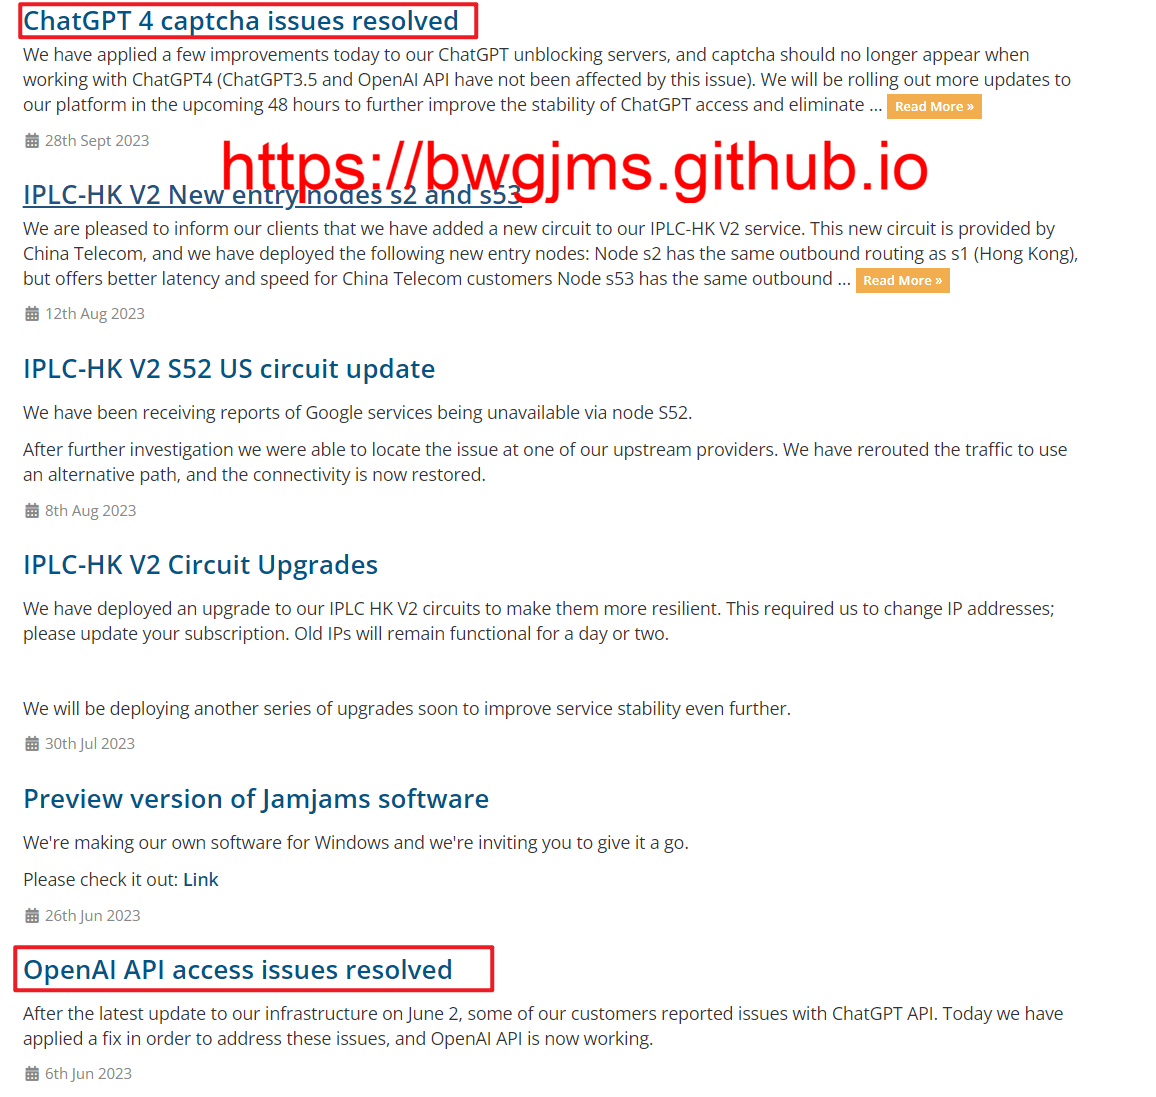 ChatGPT 4 captcha issues resolved
We have applied a few improvements today to our ChatGPT unblocking servers, and captcha should no longer appear when
working with ChatGPT4 (ChatGPT3.5 and OpenAI API have not been affected by this issue). We will be rolling out more updates to
our platform in the upcoming 48 hours to further improve the stability of ChatGPT access and eliminate ... Read More »
28th Sept 2023
https://bwgjms.github.io
IPLC-HK V2 New entry nodes s2 and s53
We are pleased to inform our clients that we have added a new circuit to our IPLC-HK V2 service. This new circuit is provided by
China Telecom, and we have deployed the following new entry nodes: Node s2 has the same outbound routing as s1 (Hong Kong),
but offers better latency and speed for China Telecom customers Node s53 has the same outbound ... Read More »
12th Aug 2023
IPLC-HK V2 S52 US circuit update
We have been receiving reports of Google services being unavailable via node S52.
After further investigation we were able to locate the issue at one of our upstream providers. We have rerouted the traffic to use
an alternative path, and the connectivity is now restored.
8th Aug 2023
IPLC-HK V2 Circuit Upgrades
We have deployed an upgrade to our IPLC HK V2 circuits to make them more resilient. This required us to change IP addresses;
please update your subscription. Old IPs will remain functional for a day or two.
We will be deploying another series of upgrades soon to improve service stability even further.
30th Jul 2023
Preview version of Jamjams software
We're making our own software for Windows and we're inviting you to give it a go.
Please check it out: Link
26th Jun 2023
OpenAI API access issues resolved
After the latest update to our infrastructure on June 2, some of our customers reported issues with ChatGPT API. Today we have
applied a fix in order to address these issues, and OpenAI API is now working.
6th Jun 2023